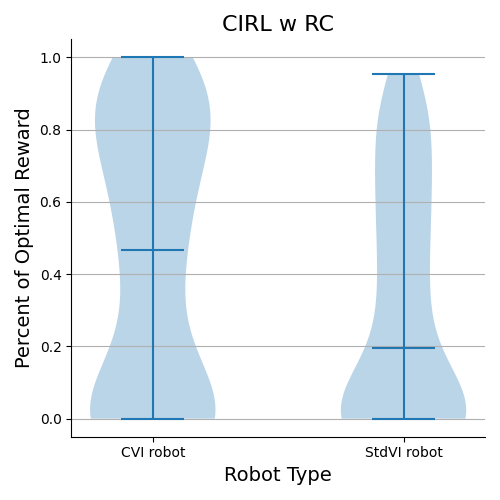 CIRL w RC
Percent of Optimal Reward
1.0
0.8
0.6
0.4
0.2
0.0
CVI robot
StdVI robot
Robot Type